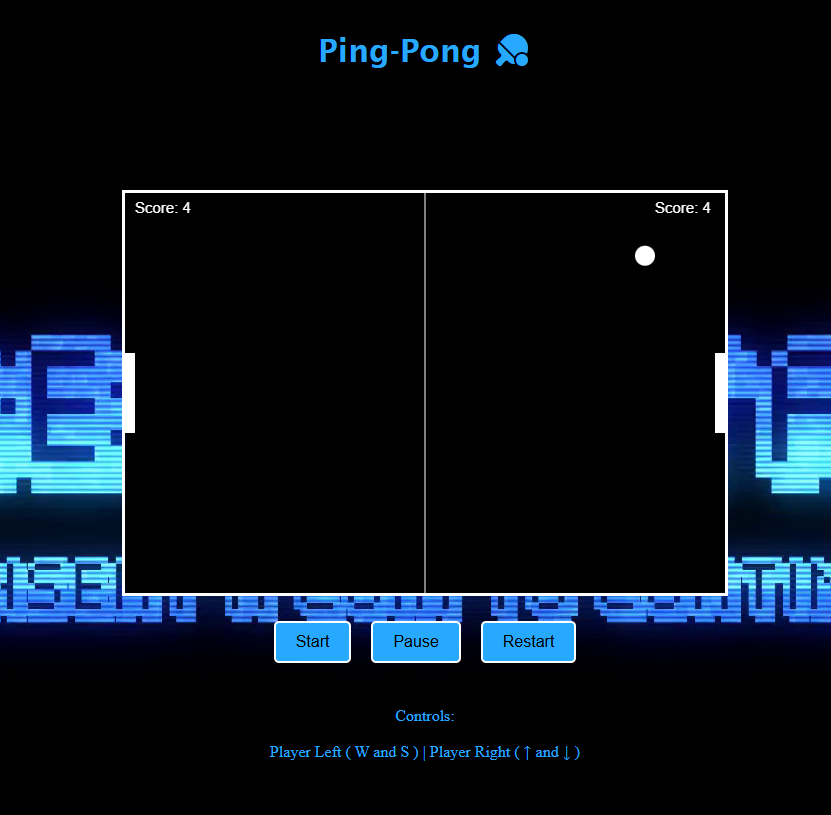 Ping-Pong
Score: 4
Score: 4
Start
Pause
Restart
Controls:
Player Left ( W and S ) | Player Right ( ↑ and ↓ )